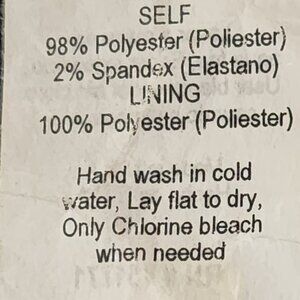 SELF
98% Polyester (Poliester)
2% Spandex (Elastano)
LINING
100% Polyester (Poliester)
Hand wash in cold
water, Lay flat to dry,
Only Chlorine bleach
when needed